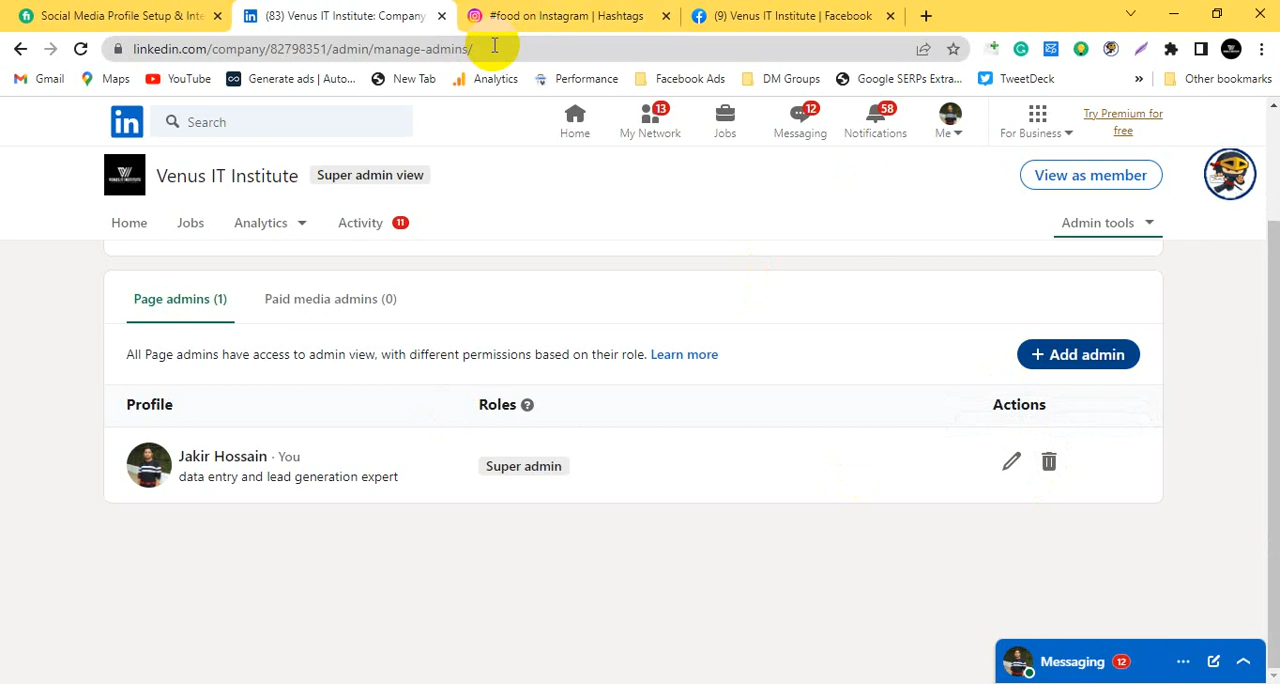 Social Media Profile Setup & Inte
(83) Venus IT Institute: Company
#food on Instagram | Hashtags
(9) Venus IT Institute | Facebook
linkedin.com/company/82798351/admin/manage-admins/
Gmail
Maps
YouTube
Generate ads | Auto...
New Tab
Analytics
Performance
Facebook Ads
DM Groups
Google SERPs Extra...
TweetDeck
»
Other bookmarks
in
Search
Home
13
My Network
Jobs
12
Messaging
58
Notifications
Me
For Business
Try Premium for
free
Venus IT Institute
Super admin view
View as member
Home
Jobs
Analytics
Activity
11
Admin tools
Page admins (1)
Paid media admins (0)
All Page admins have access to admin view, with different permissions based on their role. Learn more
+ Add admin
Profile
Roles ?
Actions
Jakir Hossain · You
data entry and lead generation expert
Super admin
Messaging
12